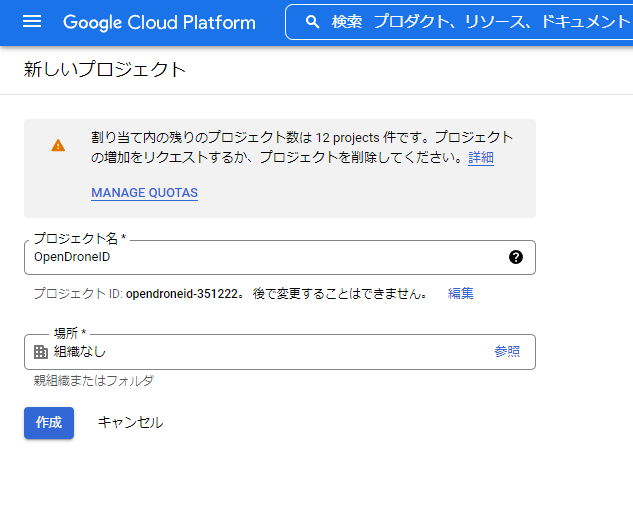 Google Cloud Platform
検索 プロダクト、リソース、ドキュメント
新しいプロジェクト
割り当て内の残りのプロジェクト数は 12 projects 件です。プロジェクト
の増加をリクエストするか、プロジェクトを削除してください。詳細
MANAGE QUOTAS
プロジェクト名 *
OpenDroneID
プロジェクト ID: opendroneid-351222。 後で変更することはできません。 編集
場所 *
組織なし 参照
親組織またはフォルダ
作成 キャンセル